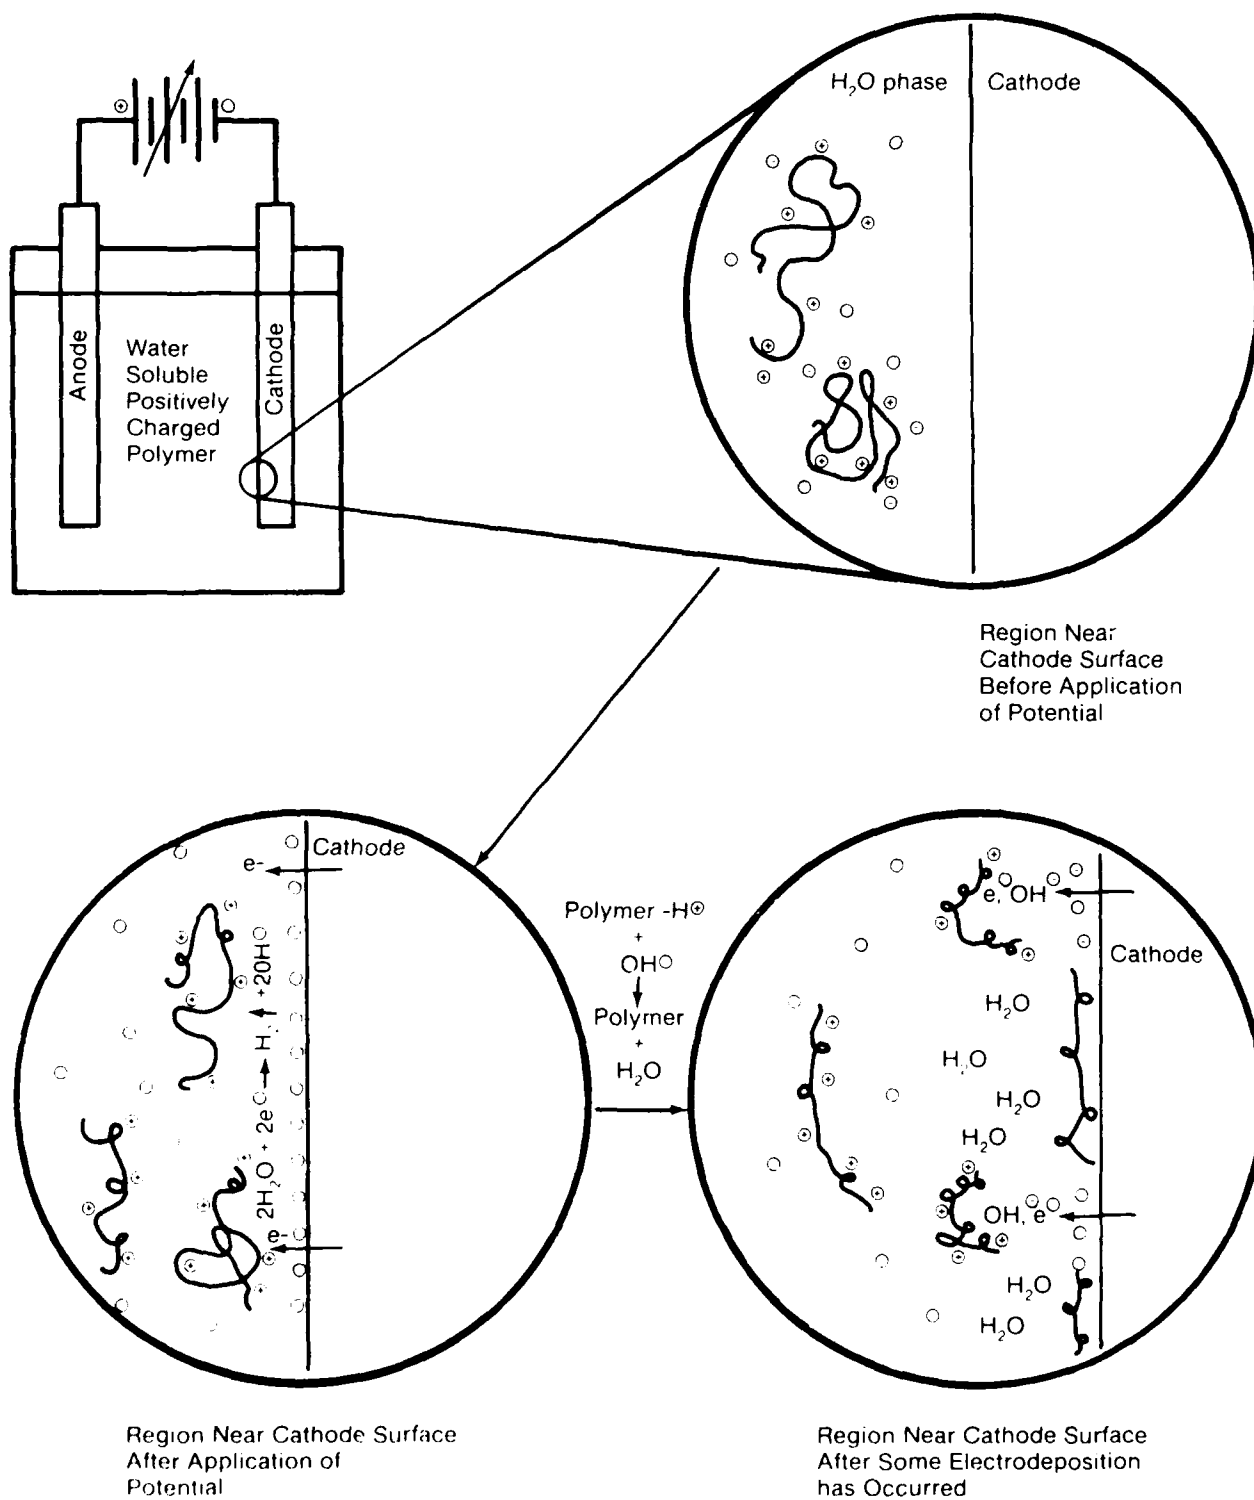 H₂O phase
Cathode
Anode
Cathode
Water
Soluble
Positively
Charged
Polymer
Region Near
Cathode Surface
Before Application
of Potential
Cathode
e-
2H₂O + 2e⊖ → H₂ ↑ +2OH⊖
e-
Polymer -H⊕
+
OH⊖
↓
Polymer
+
H₂O
e, OH
Cathode
H₂O
H₂O
H₂O
H₂O
OH, e
H₂O
H₂O
Region Near Cathode Surface
After Application of
Potential
Region Near Cathode Surface
After Some Electrodeposition
has Occurred